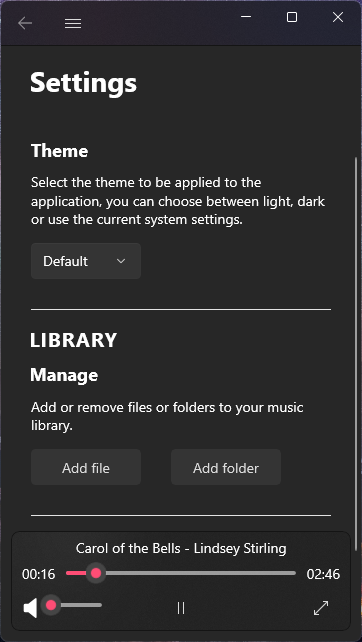 Settings
Theme
Select the theme to be applied to the
application, you can choose between light, dark
or use the current system settings.
Default
LIBRARY
Manage
Add or remove files or folders to your music
library.
Add file
Add folder
Carol of the Bells - Lindsey Stirling
00:16
02:46